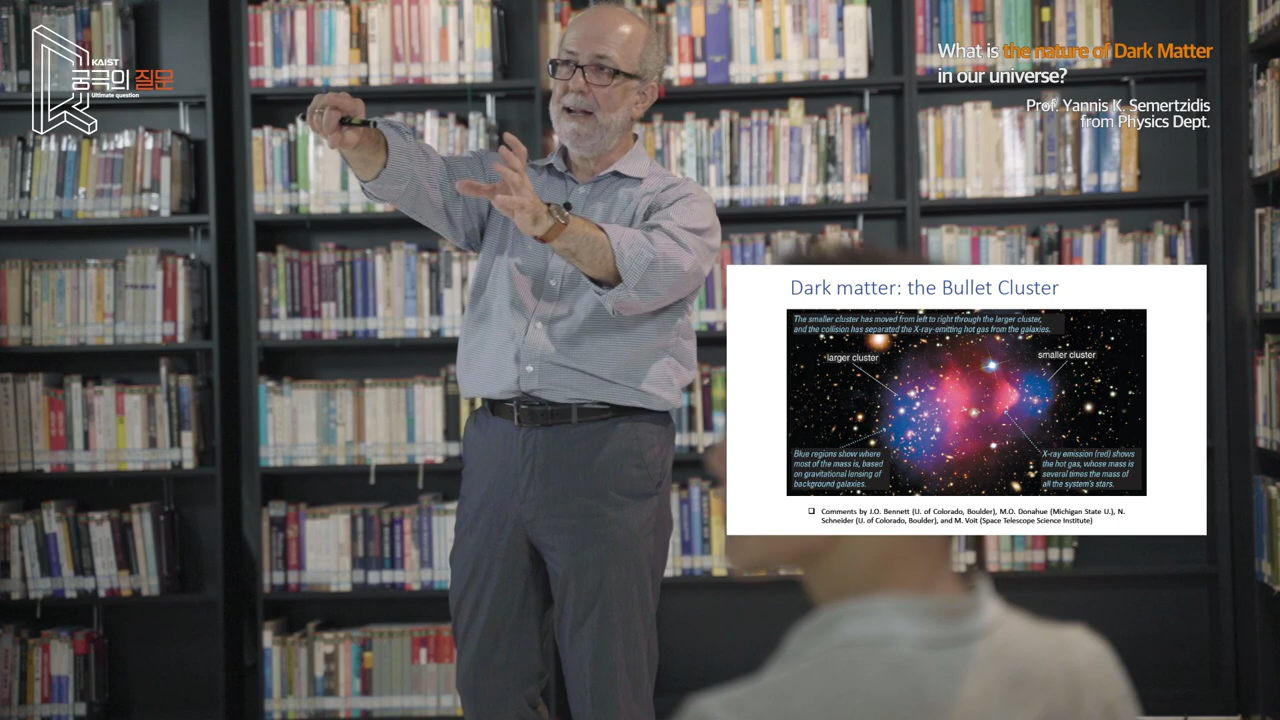 KAIST
궁극의 질문
Ultimate question
What is the nature of Dark Matter
in our universe?
Prof. Yannis K. Semertzidis
from Physics Dept.
Dark matter: the Bullet Cluster
The smaller cluster has moved from left to right through the larger cluster,
and the collision has separated the X-ray-emitting hot gas from the galaxies.
larger cluster
smaller cluster
Blue regions show where
most of the mass is, based
on gravitational lensing of
background galaxies.
X-ray emission (red) shows
the hot gas, whose mass is
several times the mass of
all the system's stars.
Comments by J.O. Bennett (U. of Colorado, Boulder), M.O. Donahue (Michigan State U.), N.
Schneider (U. of Colorado, Boulder), and M. Voit (Space Telescope Science Institute)